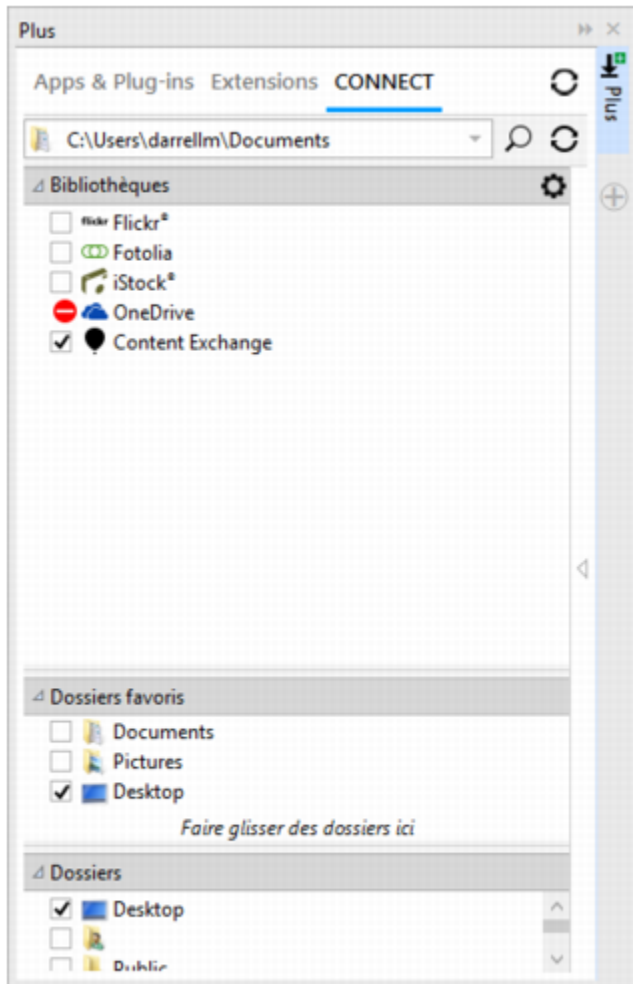 Plus
Apps & Plug-ins Extensions CONNECT
Plus
C:\Users\darrellm\Documents
Bibliothèques
flickr Flickr®
Fotolia
iStock®
OneDrive
Content Exchange
Dossiers favoris
Documents
Pictures
Desktop
Faire glisser des dossiers ici
Dossiers
Desktop
Public